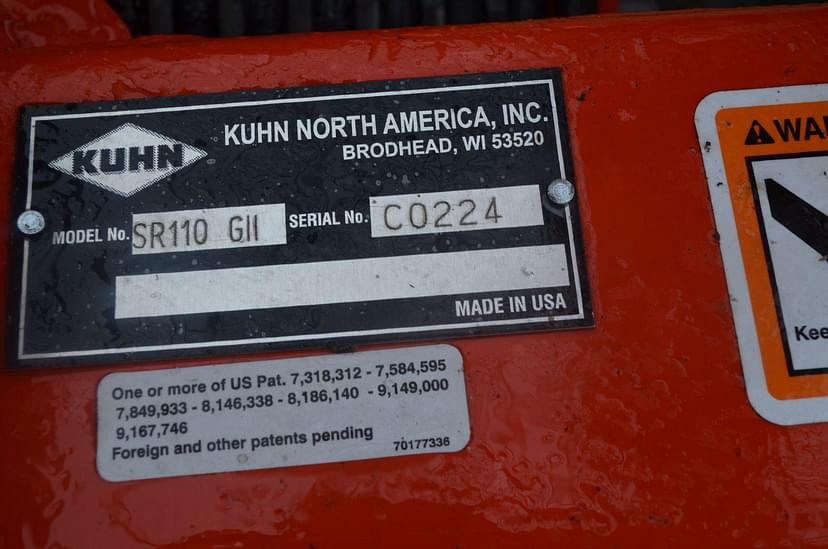 KUHN
KUHN NORTH AMERICA, INC.
BRODHEAD, WI 53520
MODEL No. SR110 GII SERIAL No. C0224
MADE IN USA
One or more of US Pat. 7,318,312 - 7,584,595
7,849,933 - 8,146,338 - 8,186,140 - 9,149,000
9,167,746
Foreign and other patents pending
70177336
WAR
Kee